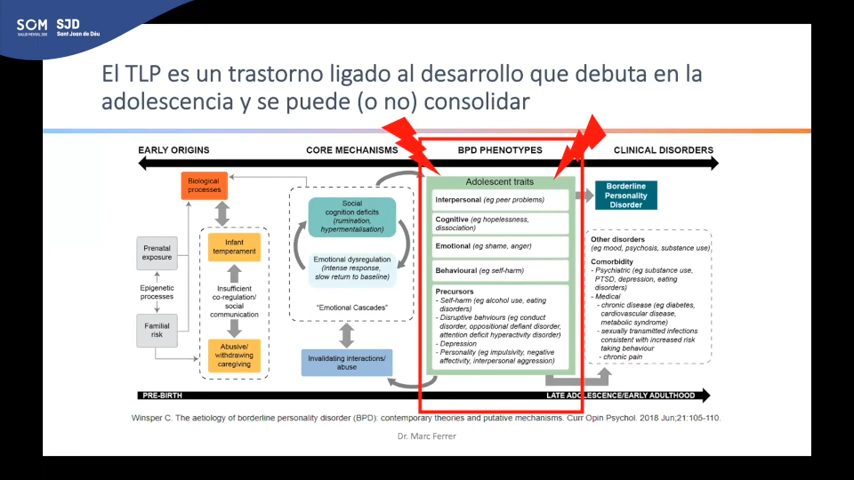 SOM
SALUT MENTAL SJD
SJD
Sant Joan de Déu
El TLP es un trastorno ligado al desarrollo que debuta en la
adolescencia y se puede (o no) consolidar
EARLY ORIGINS
CORE MECHANISMS
BPD PHENOTYPES
CLINICAL DISORDERS
Biological
processes
Prenatal
exposure
Epigenetic
processes
Familial
risk
Infant
temperament
Insufficient
co-regulation/
social
communication
Abusive/
withdrawing
caregiving
Social
cognition deficits
(rumination,
hypermentalisation)
Emotional dysregulation
(intense response,
slow return to baseline)
"Emotional Cascades"
Invalidating interactions/
abuse
Adolescent traits
Interpersonal (eg peer problems)
Cognitive (eg hopelessness,
dissociation)
Emotional (eg shame, anger)
Behavioural (eg self-harm)
Precursors
- Self-harm (eg alcohol use, eating
disorders)
- Disruptive bahviours (eg conduct
disorder, oppositional defiant disorder,
attention deficit hyperactivity disorder)
- Depression
- Personality (eg impulsivity, negative
affectivity, interpersonal aggression)
Borderline
Personality
Disorder
Other disorders
(eg mood, psychosis, substance use)
Comorbidity
- Psychiatric (eg substance use,
PTSD, depression, eating
disorders)
- Medical
- chronic disease (eg diabetes,
cardiovascular disease,
metabolic syndrome)
- sexually transmitted infections
consistent with increased risk
taking behaviour
- chronic pain
PRE-BIRTH
LATE ADOLESCENCE/EARLY ADULTHOOD
Winsper C. The aetiology of borderline personality disorder (BPD): contemporary theories and putative mechanisms. Curr Opin Psychol. 2018 Jun;21:105-110.
Dr. Marc Ferrer